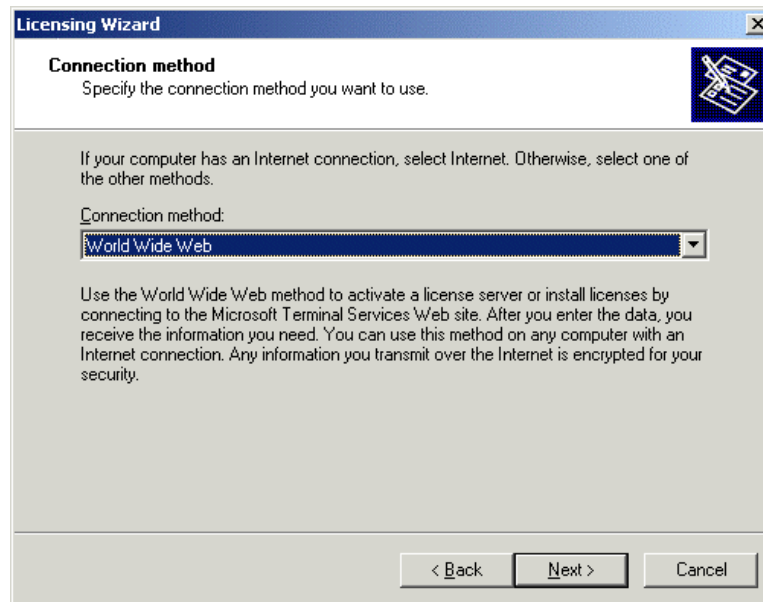 Licensing Wizard
Connection method
Specify the connection method you want to use.
If your computer has an Internet connection, select Internet. Otherwise, select one of
the other methods.
Connection method:
World Wide Web
Use the World Wide Web method to activate a license server or install licenses by
connecting to the Microsoft Terminal Services Web site. After you enter the data, you
receive the information you need. You can use this method on any computer with an
Internet connection. Any information you transmit over the Internet is encrypted for your
security.
< Back Next > Cancel